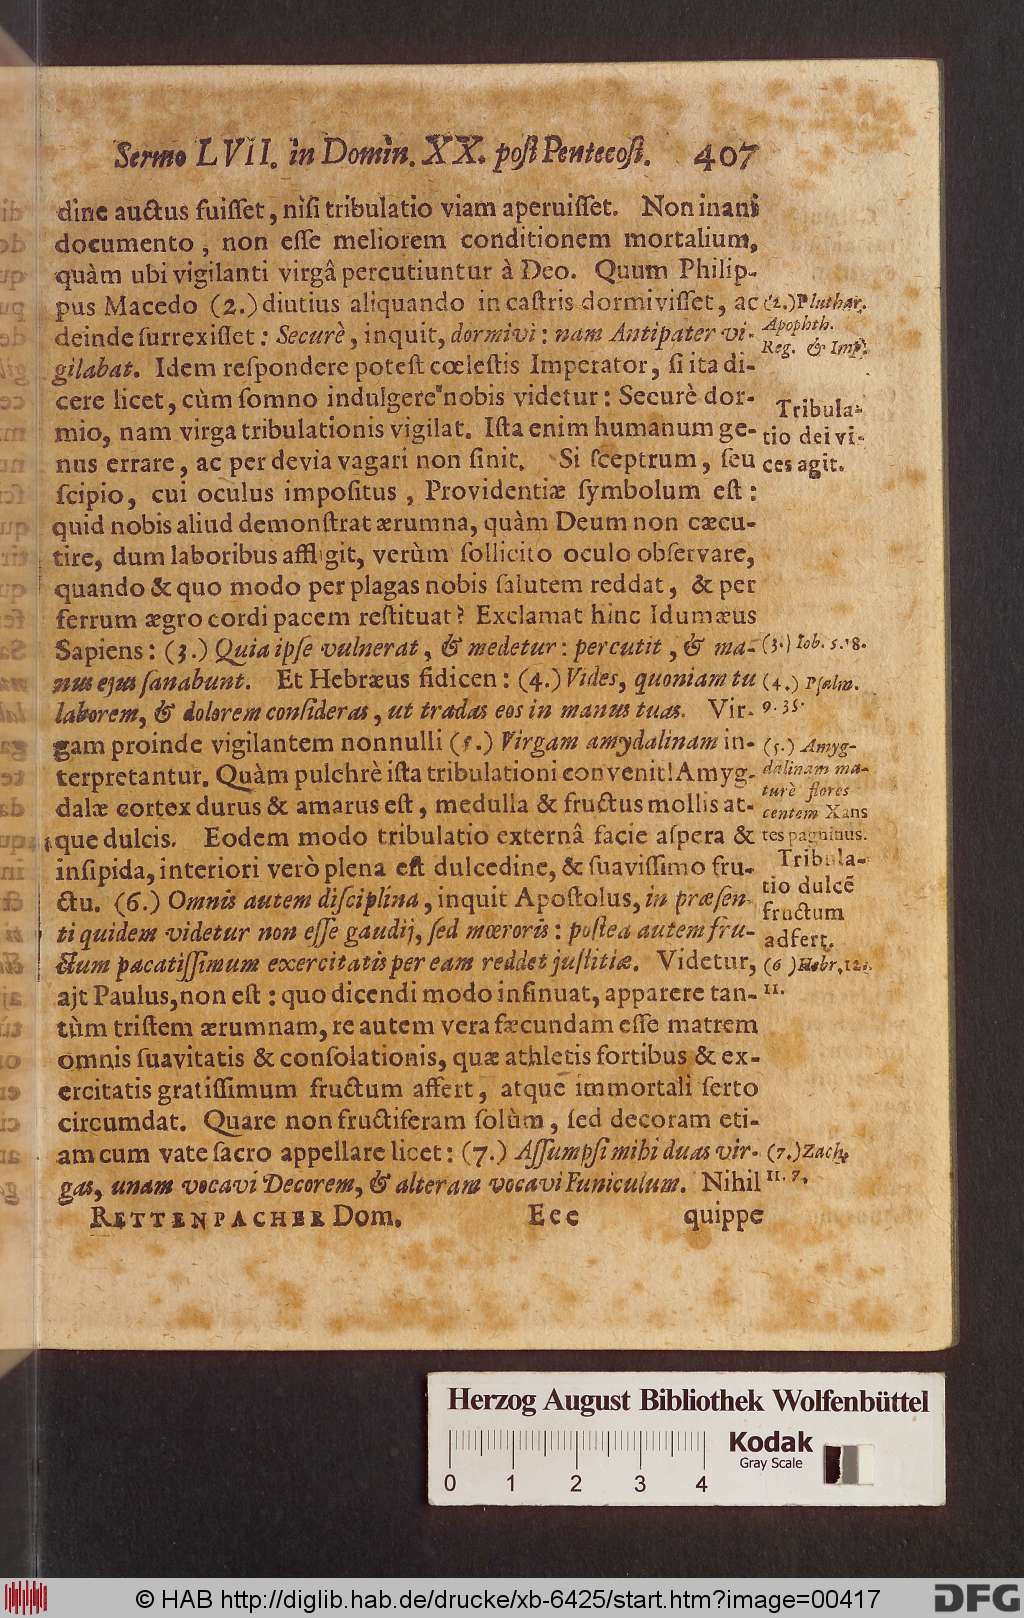 Sermo LVII. in Domin. XX. poſt Pentecoſt. 407
dine auctus fuiſſet, niſi tribulatio viam aperuiſſet. Non inani
documento, non eſſe meliorem conditionem mortalium,
quàm ubi vigilanti virgâ percutiuntur à Deo. Quum Philip-
pus Macedo (2.) diutius aliquando in caſtris dormiviſſet, ac
deinde ſurrexiſſet: Securè, inquit, dormivi: nam Antipater vi-
gilabat. Idem reſpondere poteſt cœleſtis Imperator, ſi ita di-
cere licet, cùm ſomno indulgere nobis videtur: Securè dor-
mio, nam virga tribulationis vigilat. Iſta enim humanum ge-
nus errare, ac per devia vagari non ſinit. Si ſceptrum, ſeu
ſcipio, cui oculus impoſitus, Providentiæ ſymbolum eſt:
quid nobis aliud demonſtrat ærumna, quàm Deum non cæcu-
tire, dum laboribus affligit, verùm ſollicito oculo obſervare,
quando & quo modo per plagas nobis ſalutem reddat, & per
ferrum ægro cordi pacem reſtituat? Exclamat hinc Idumæus
Sapiens: (3.) Quia ipſe vulnerat, & medetur: percutit, & ma-
nus ejus ſanabunt. Et Hebræus fidicen: (4.) Vides, quoniam tu
laborem, & dolorem conſideras, ut tradas eos in manus tuas. Vir-
gam proinde vigilantem nonnulli (5.) Virgam amydalinam in-
terpretantur. Quàm pulchrè iſta tribulationi convenit! Amyg-
dalæ cortex durus & amarus eſt, medulla & fructus mollis at-
que dulcis. Eodem modo tribulatio externâ facie aſpera &
inſipida, interiori verò plena eſt dulcedine, & ſuaviſſimo fru-
ctu. (6.) Omnis autem diſciplina, inquit Apoſtolus, in præſen-
ti quidem videtur non eſſe gaudij, ſed mœroris: poſtea autem fru-
ctum pacatiſſimum exercitatis per eam reddet juſtitiæ. Videtur,
ajt Paulus, non eſt: quo dicendi modo inſinuat, apparere tan-
tùm triſtem ærumnam, re autem vera fæcundam eſſe matrem
omnis ſuavitatis & conſolationis, quæ athletis fortibus & ex-
ercitatis gratiſſimum fructum affert, atque immortali ſerto
circumdat. Quare non fructiferam ſolùm, ſed decoram eti-
am cum vate ſacro appellare licet: (7.) Aſſumpſi mihi duas vir-
gas, unam vocavi Decorem, & alteram vocavi Funiculum. Nihil
RETTENPACHER Dom. Eee quippe
(2.) Pluthar.
Apophth.
Reg. & Imp.
Tribula-
tio dei vi-
ces agit.
(3.) Iob. 5. 18.
(4.) Pſalm.
9. 35.
(5.) Amyg-
dalinam ma-
turè flores
centem Xans
tes pagninus.
Tribula-
tio dulcē
fructum
adfert.
(6) Hebr. 12.
11.
(7.) Zach.
11. 7.
Herzog August Bibliothek Wolfenbüttel
Kodak
Gray Scale
0 1 2 3 4
© HAB http://diglib.hab.de/drucke/xb-6425/start.htm?image=00417
DFG